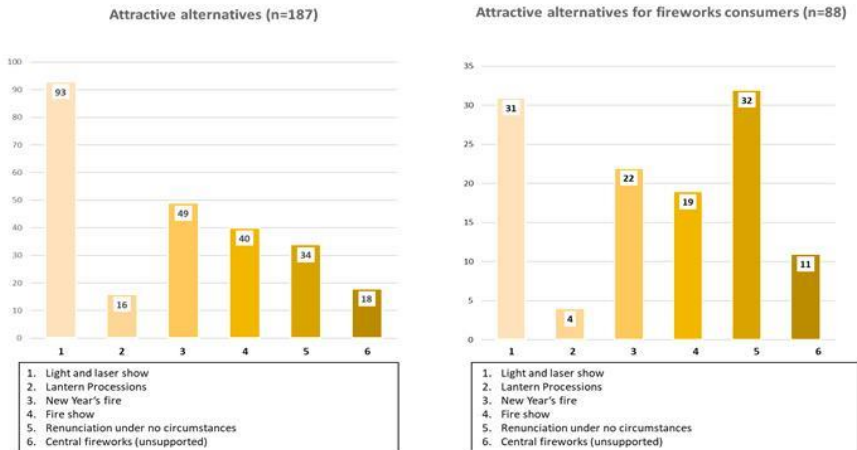 Attractive alternatives (n=187)
100
90
80
70
60
50
40
30
20
10
0
93
16
49
40
34
18
1 2 3 4 5 6
1. Light and laser show
2. Lantern Processions
3. New Year's fire
4. Fire show
5. Renunciation under no circumstances
6. Central fireworks (unsupported)
Attractive alternatives for fireworks consumers (n=88)
35
30
25
20
15
10
5
0
31
4
22
19
32
11
1 2 3 4 5 6
1. Light and laser show
2. Lantern Processions
3. New Year's fire
4. Fire show
5. Renunciation under no circumstances
6. Central fireworks (unsupported)